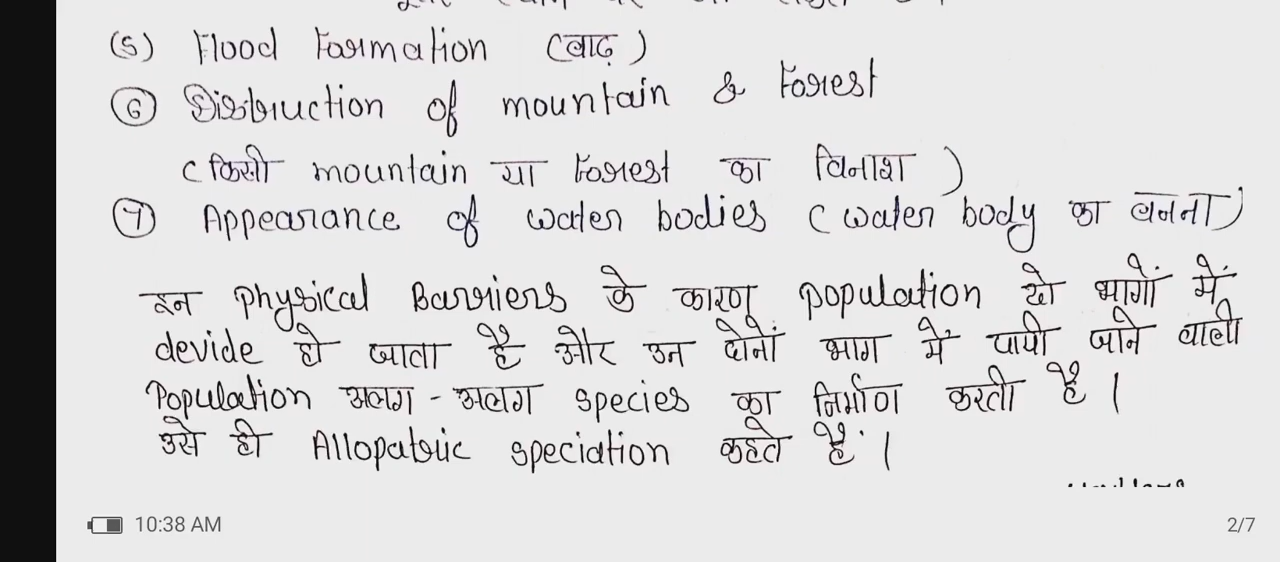 (5) Flood Formation (बाढ़)
⑥ Distruction of mountain & Forest
(किसी mountain या Forest का विनाश)
⑦ Appearance of water bodies (water body का बनना)
इन physical Barriers के कारण population दो भागों में
devide हो जाता है और उन दोनों भाग में पायी जाने वाली
Population अलग-अलग species का निर्माण करती है।
उसे ही Allopatric speciation कहते हैं।
10:38 AM
2/7